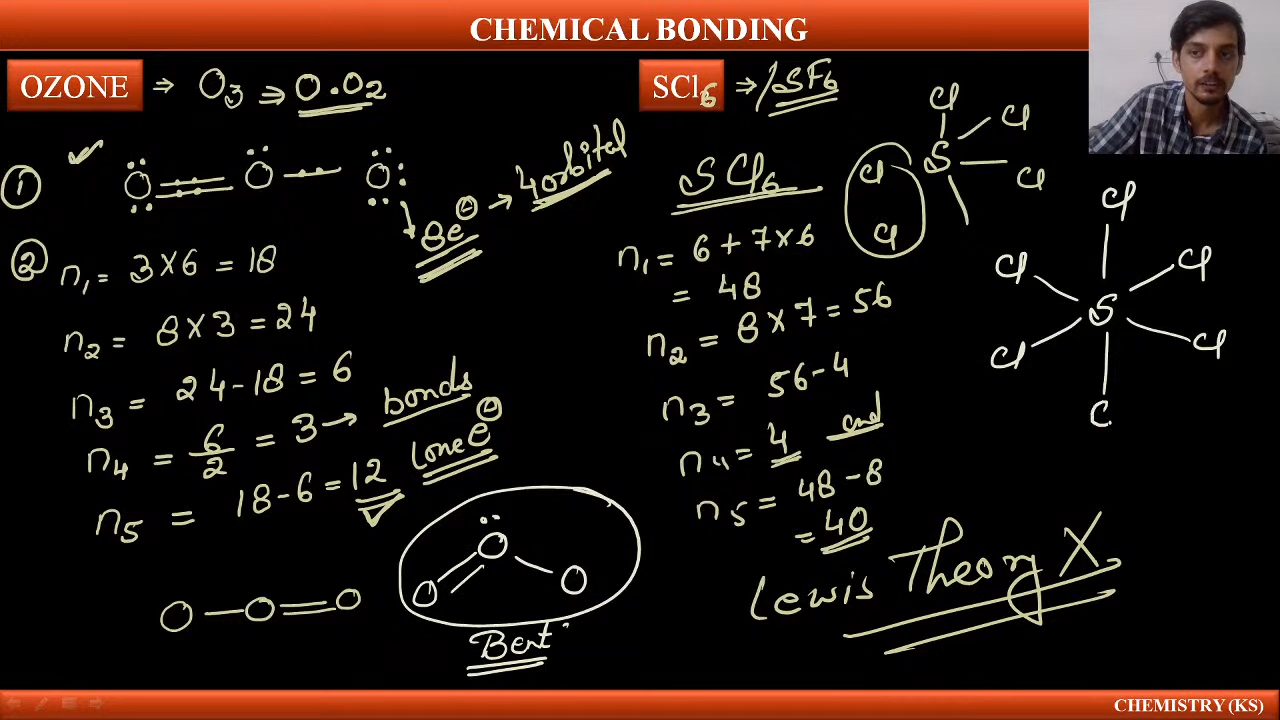 CHEMICAL BONDING
OZONE ⇒ O3 ⇒ O.O2
① ✓ O = O - O
8e⊖ → 4 orbital
② n1 = 3×6 = 18
n2 = 8×3 = 24
n3 = 24-18 = 6
n4 = 6/2 = 3 → bonds
n5 = 18-6 = 12 lone e⊖
O - O = O
O = O - O
Bent
SCl6 → /SF6
SCl6
n1 = 6 + 7×6
= 48
n2 = 8×7 = 56
n3 = 56-4
n4 = 4
n5 = 48-8
= 40
Cl
Cl
Cl S Cl
Cl
Cl
Cl Cl
S
Cl Cl
C
Lewis Theory X
CHEMISTRY (KS)